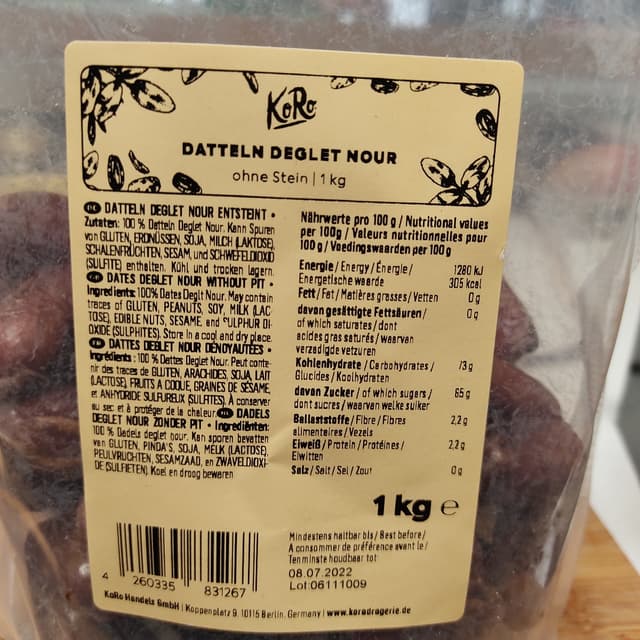 KoRo
DATTELN DEGLET NOUR
ohne Stein | 1 kg
DE DATTELN DEGLET NOUR ENTSTEINT •
Zutaten: 100 % Datteln Deglet Nour. Kann Spuren
von GLUTEN, ERDNÜSSEN, SOJA, MILCH (LAKTOSE),
SCHALENFRÜCHTEN, SESAM, und SCHWEFELDIOXID
(SULFITE) enthalten. Kühl und trocken lagern.
DATES DEGLET NOUR WITHOUT PIT •
Ingredients: 100% Dates Deglt Nour. May contain
traces of GLUTEN, PEANUTS, SOY, MILK (LAC
TOSE), EDIBLE NUTS, SESAME, and SULPHUR DI-
OXIDE (SULPHITES). Store in a cool and dry place.
DATTES DEGLET NOUR DÉNOYAUTÉES •
Ingrédients : 100 % Dattes Deglet Nour. Peut conte-
nir des traces de GLUTEN, ARACHIDES, SOJA, LAIT
(LACTOSE), FRUITS A COQUE, GRAINES DE SÉSAME,
et ANHYDRIDE SULFUREUX (SULFITES). À conserver
au sec et à protéger de la chaleur. DADELS
DEGLET NOUR ZONDER PIT • Ingrediënten:
100 % Dadels deglet nour. Kan sporen bevatten
van GLUTEN, PINDA'S, SOJA, MELK (LACTOSE),
PEULVRUCHTEN, SESAMZAAD, en ZWAVELDIOXI-
DE (SULFIETEN). Koel en droog bewaren
Nährwerte pro 100 g / Nutritional values
per 100g / Valeurs nutritionnelles pour
100 g / Voedingswaarden per 100 g
Energie / Energy / Énergie / 1280 kJ
Energetische waarde 305 kcal
Fett / Fat / Matières grasses / Vetten 0 g
davon gesättigte Fettsäuren / 0 g
of which saturates / dont
acides gras saturés / waarvan
verzadigde vetzuren
Kohlenhydrate / Carbohydrates / 73 g
Glucides / Koolhydraten
davon Zucker / of which sugars / 65 g
dont sucres / waarvan welke suiker
Ballaststoffe / Fibre / Fibres 2,2 g
alimentaires / Vezels
Eiweiß / Protein / Protéines / 2,2 g
Eiwitten
Salz / Salt / Sel / Zout 0 g
1 kg e
Mindestens haltbar bis / Best before /
A consommer de préférence avant le /
Ten minste houdbaar tot:
08.07.2022
Lot:06111009
4 260335 831267
KoRo Handels GmbH | Koppenplatz 9, 10115 Berlin, Germany | www.korodrogerie.de